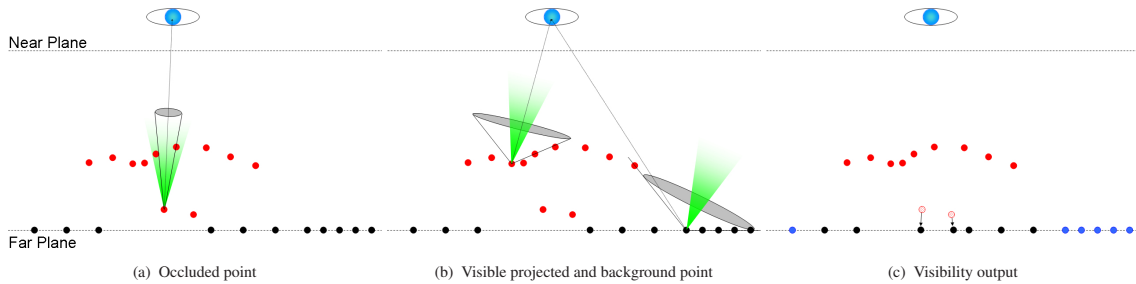 Near Plane
Far Plane
(a) Occluded point
(b) Visible projected and background point
(c) Visibility output